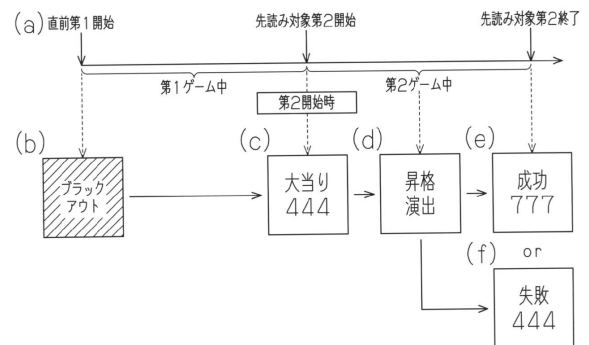 (a) 直前第1開始 先読み対象第2開始 先読み対象第2終了
第1ゲーム中 第2ゲーム中
第2開始時
(b) (c) (d) (e)
ブラック
アウト
大当り
444
昇格
演出
成功
777
(f) or
失敗
444